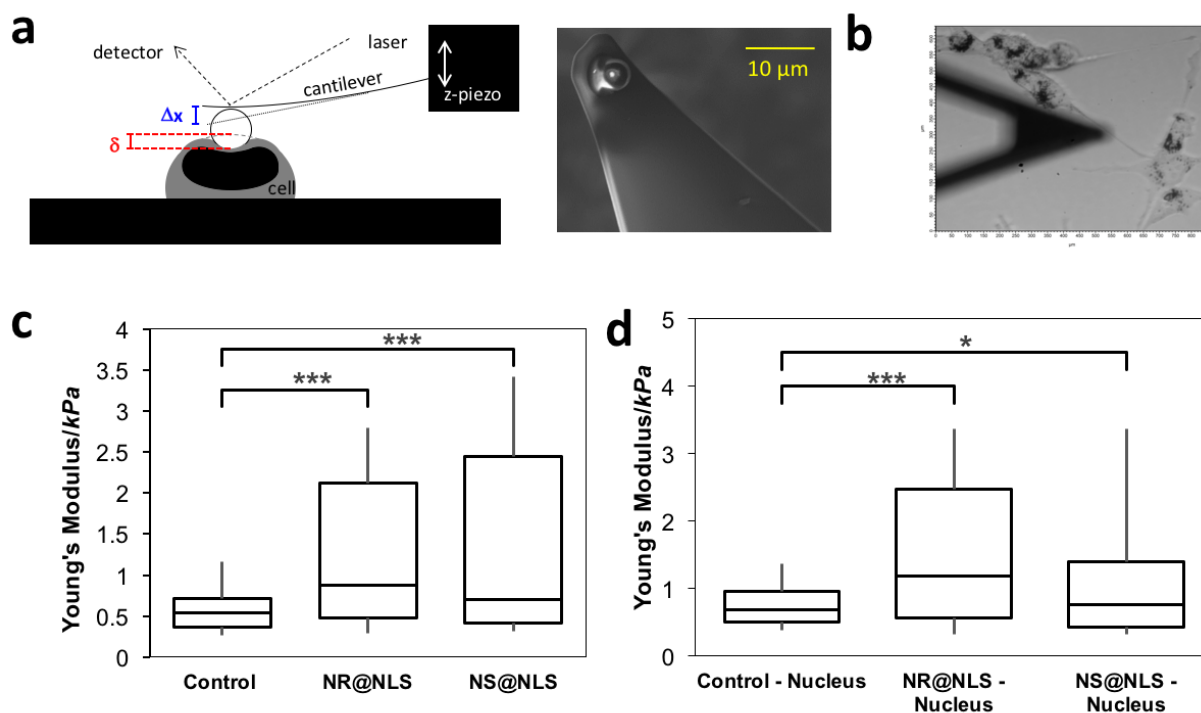 a
detector
laser
cantilever
z-piezo
Δx
δ
cell
10 µm
b
c
Young's Modulus/kPa
4
3.5
3
2.5
2
1.5
1
0.5
0
***
***
Control
NR@NLS
NS@NLS
d
Young's Modulus/kPa
5
4
3
2
1
0
*
***
Control - Nucleus
NR@NLS -
Nucleus
NS@NLS -
Nucleus